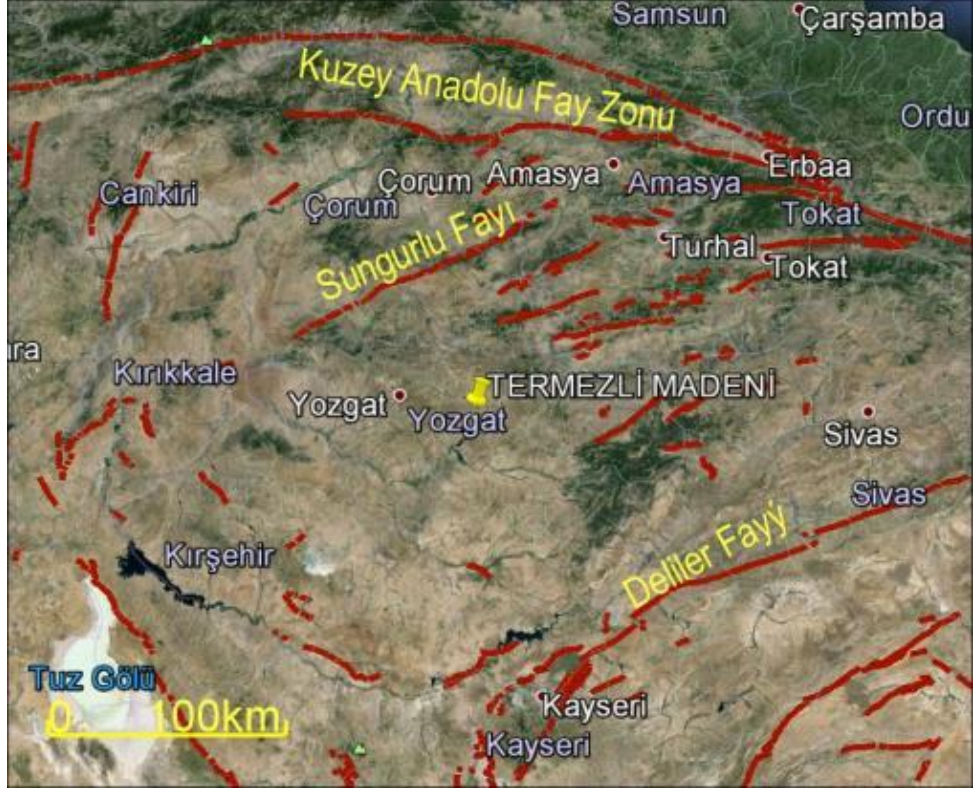 Samsun
Çarşamba
Kuzey Anadolu Fay Zonu
Ordu
Erbaa
Cankiri
Çorum
Amasya
Amasya
Çorum
Tokat
Sungurlu Fayı
Turhal
Tokat
ara
Kırıkkale
TERMEZLİ MADENİ
Yozgat
Yozgat
Sivas
Sivas
Deliler Fayý
Kırşehir
Tuz Gölü
0 100km
Kayseri
Kayseri